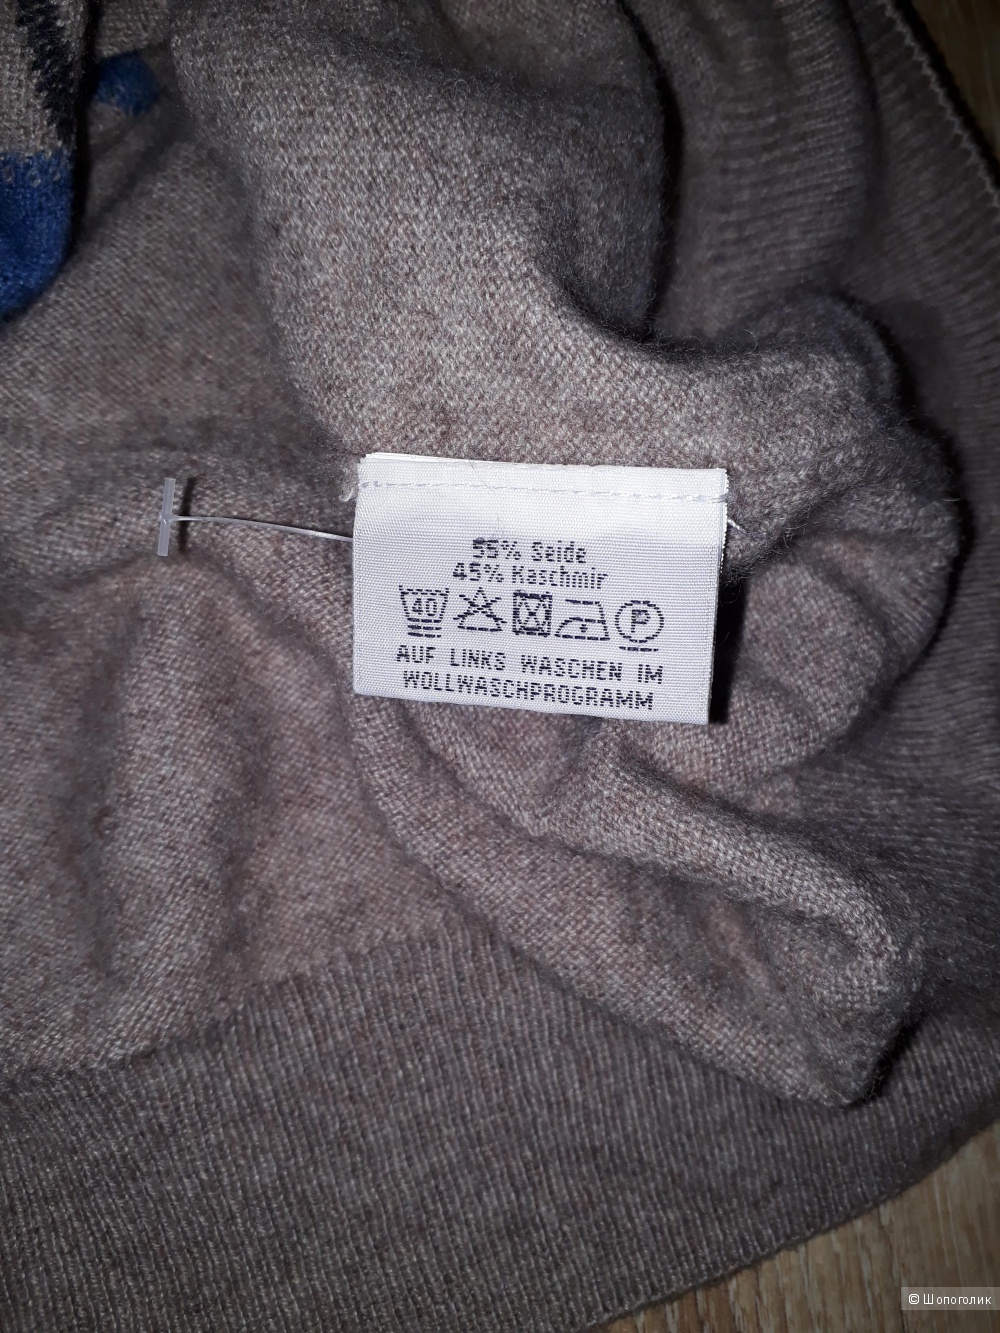 55% Seide
45% Kaschmir
40 P
AUF LINKS WASCHEN IM
WOLLWASCHPROGRAMM
© Шопоголик